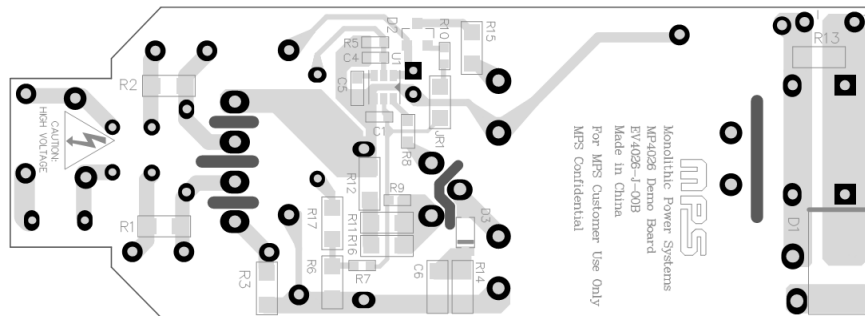 D2
R10
R15
R13
R5
C4
U1
R2
C5
CAUTION:
HIGH VOLTAGE
C1
JR1
R8
R12
R9
R1
R17
R11
R16
D3
D1
R3
R6
R7
C6
R14
MPS
Monolithic Power Systems
MP4026 Demo Board
EV4026-J-00B
Made in China
For MPS Customer Use Only
MPS Confidential